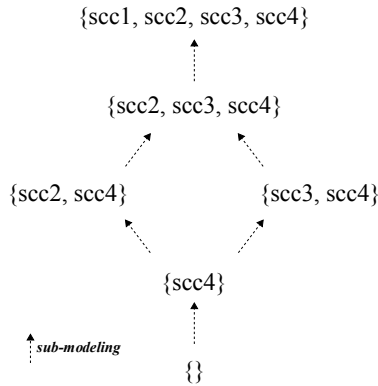 {scc1, scc2, scc3, scc4}
{scc2, scc3, scc4}
{scc2, scc4} {scc3, scc4}
{scc4}
sub-modeling
{}